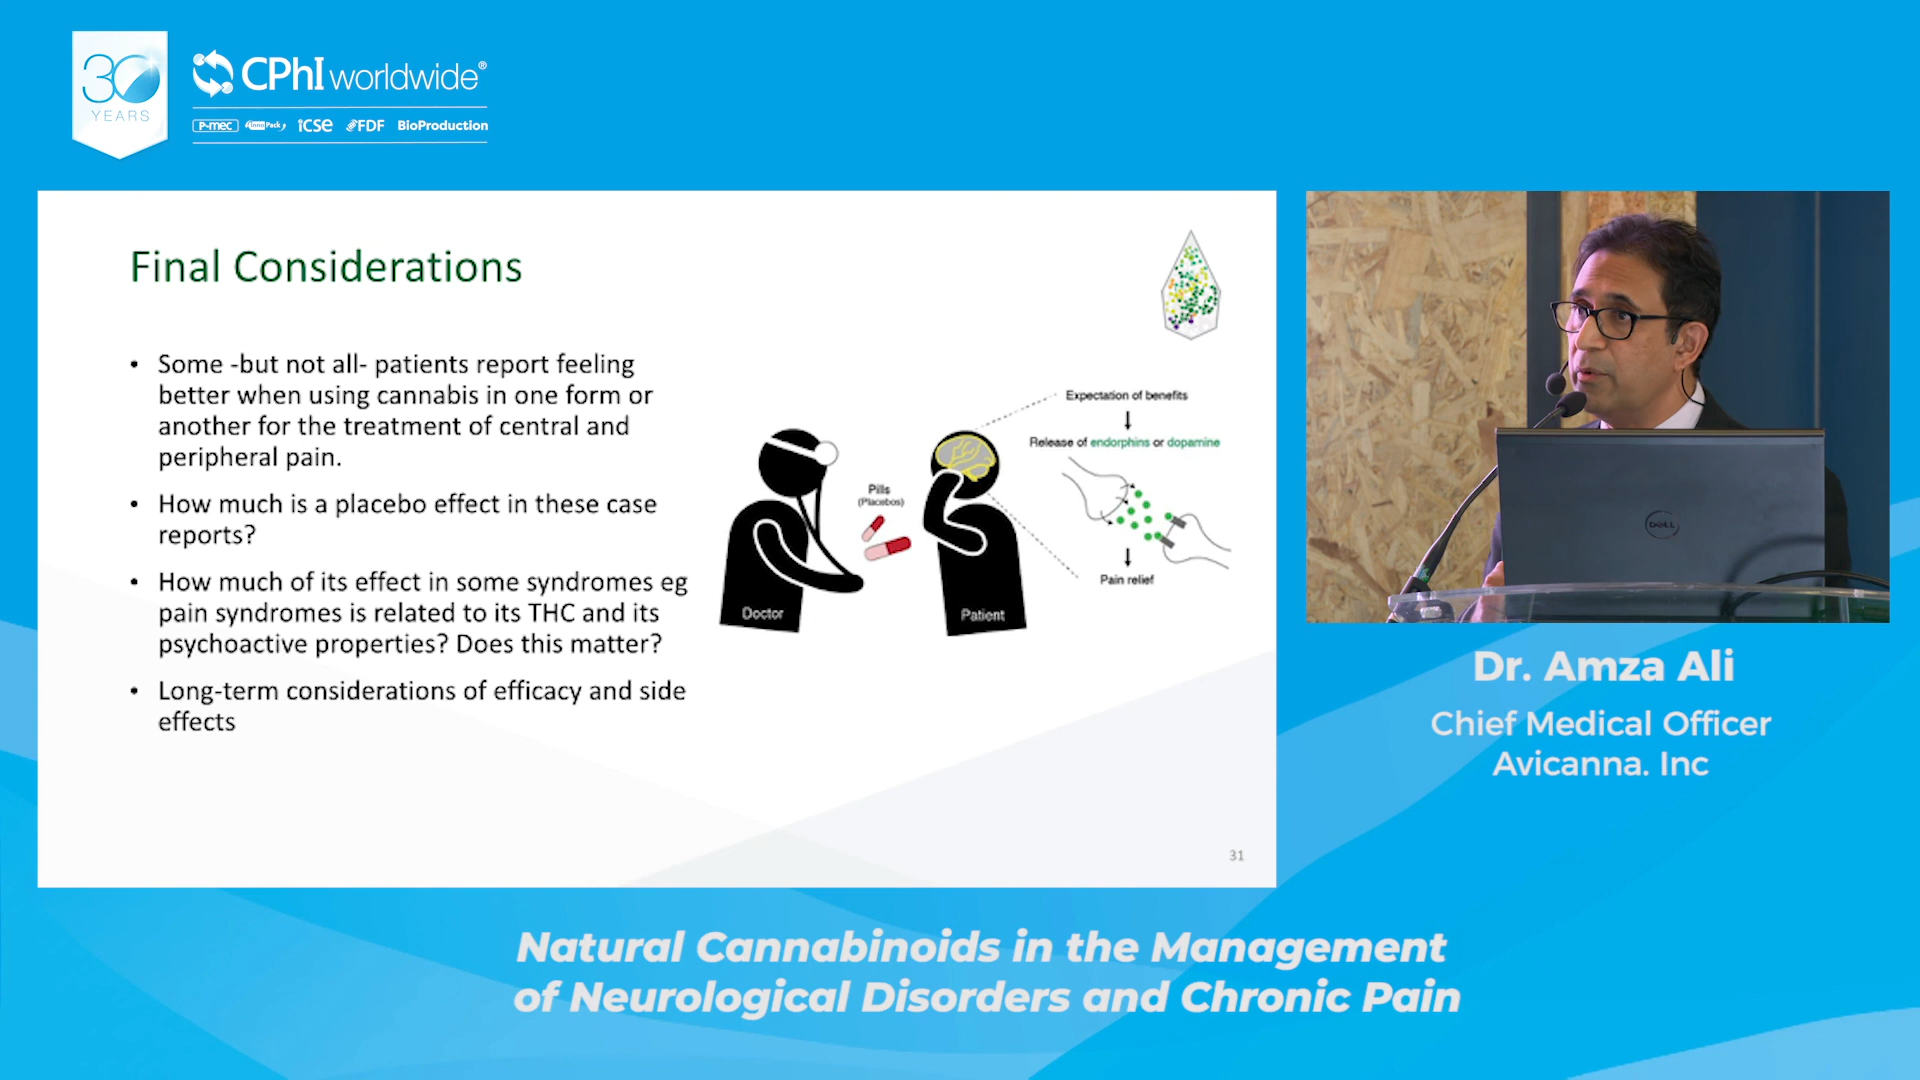 30
YEARS
CPhI worldwide®
P-mec InnoPack iCSE FDF BioProduction
Final Considerations
• Some -but not all- patients report feeling
better when using cannabis in one form or
another for the treatment of central and
peripheral pain.
• How much is a placebo effect in these case
reports?
• How much of its effect in some syndromes eg
pain syndromes is related to its THC and its
psychoactive properties? Does this matter?
• Long-term considerations of efficacy and side
effects
Doctor
Pills
(Placebos)
Patient
Expectation of benefits
Release of endorphins or dopamine
Pain relief
31
DELL
Dr. Amza Ali
Chief Medical Officer
Avicanna. Inc
Natural Cannabinoids in the Management
of Neurological Disorders and Chronic Pain